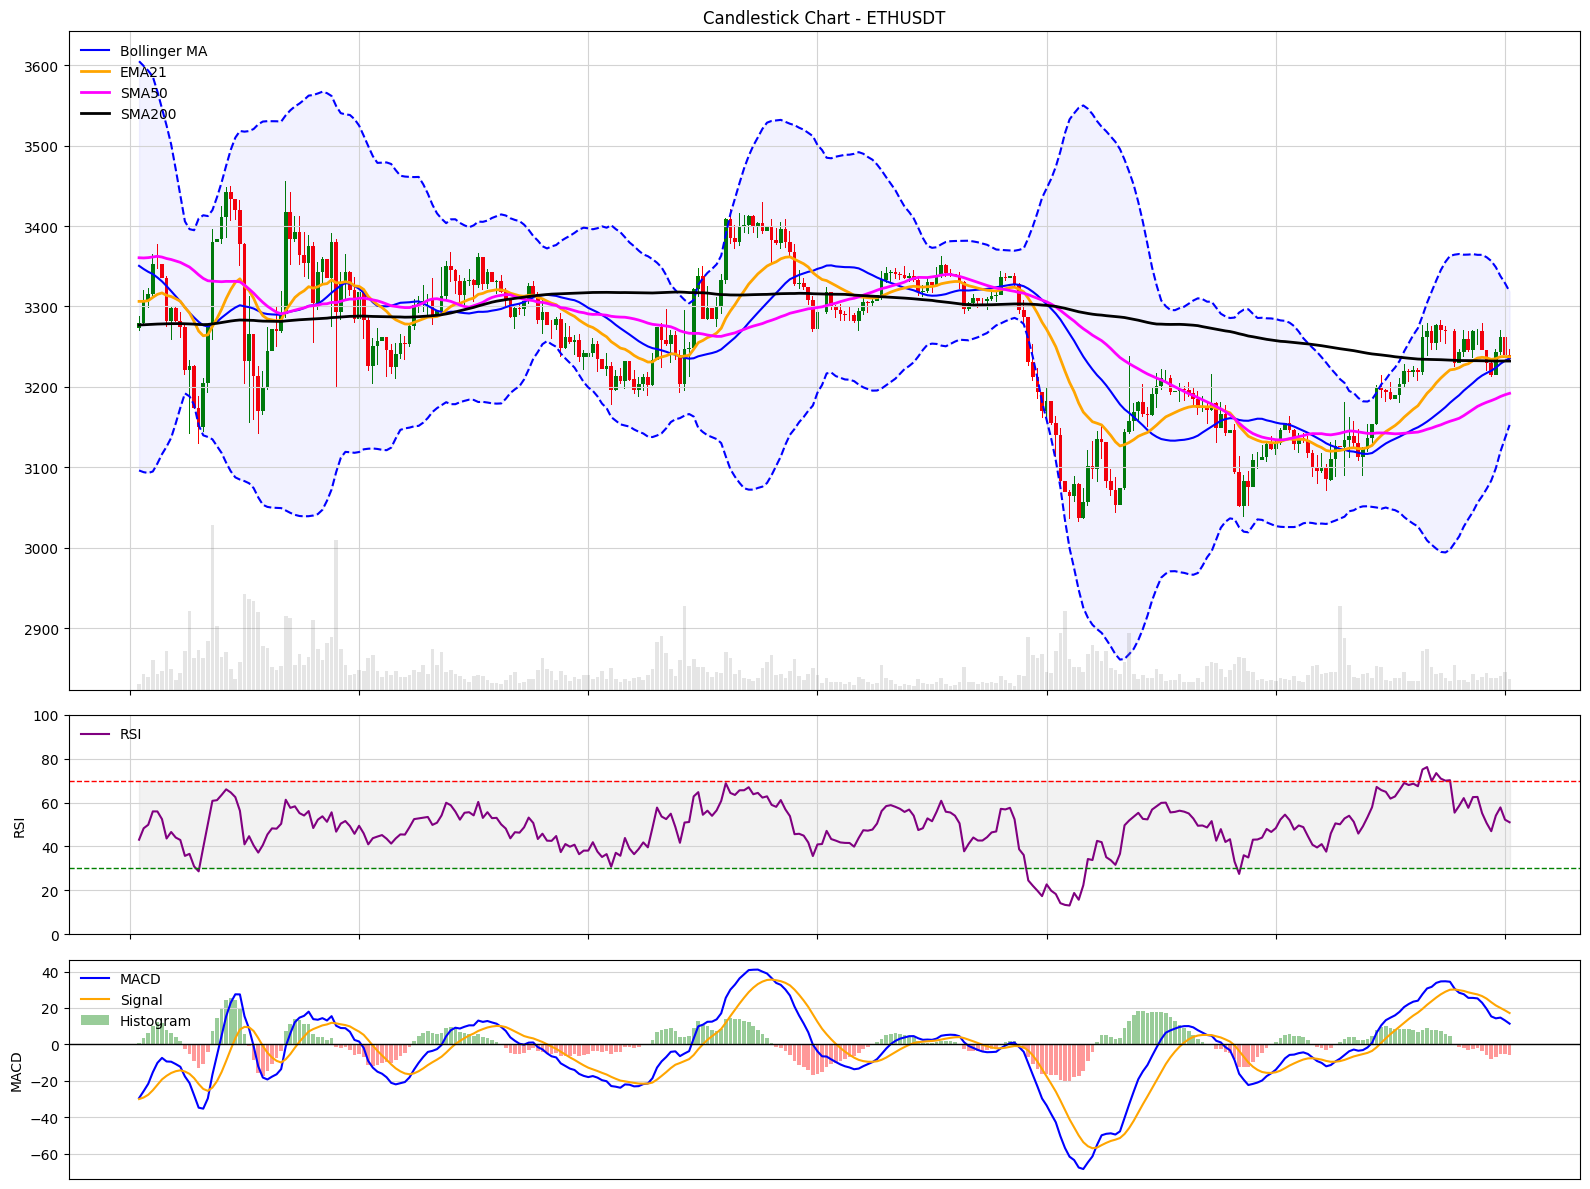 Candlestick Chart - ETHUSDT
Bollinger MA
EMA21
SMA50
SMA200
3600
3500
3400
3300
3200
3100
3000
2900
RSI
100
80
60
40
20
0
RSI
MACD
Signal
Histogram
40
20
0
−20
−40
−60
MACD